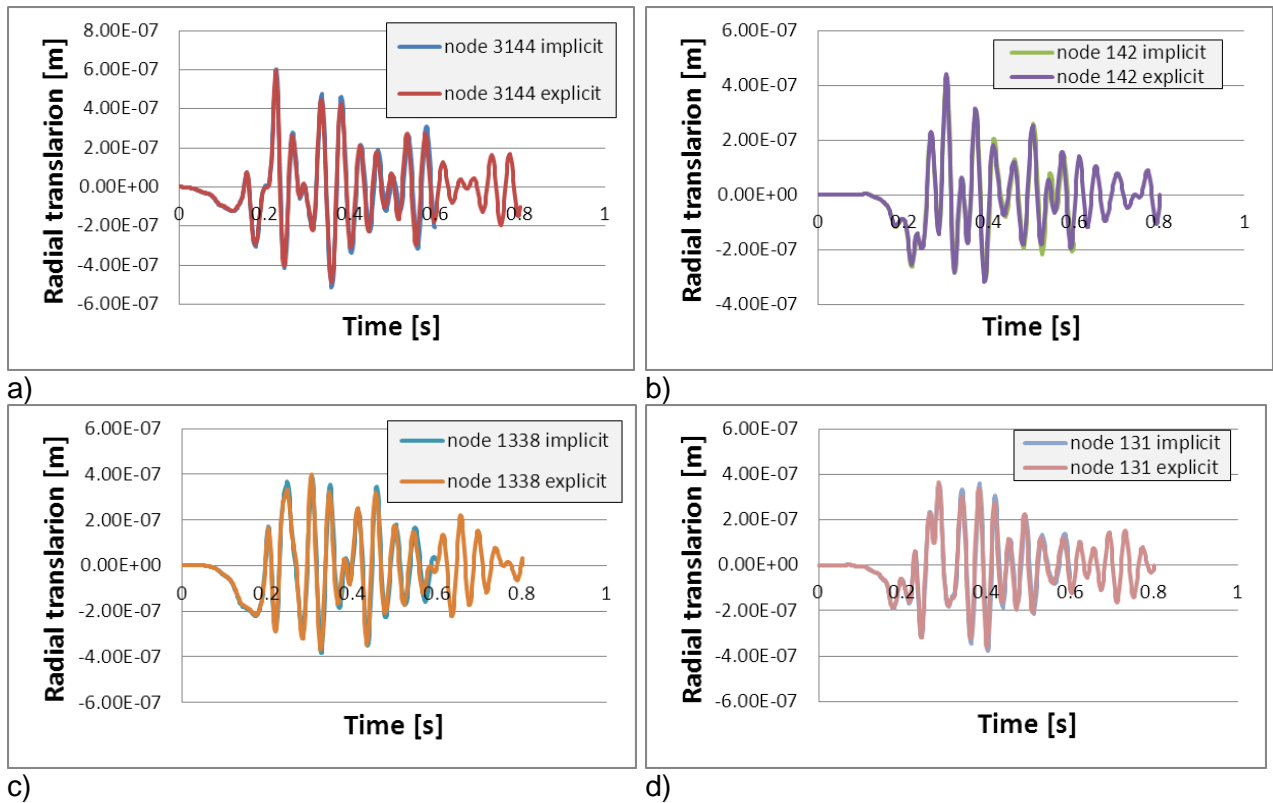 8.00E-07
6.00E-07
4.00E-07
2.00E-07
0.00E+00
-2.00E-07
-4.00E-07
-6.00E-07
Radial translarion [m]
0 0.2 0.4 0.6 0.8 1
Time [s]
node 3144 implicit
node 3144 explicit
a)
6.00E-07
4.00E-07
2.00E-07
0.00E+00
-2.00E-07
-4.00E-07
Radial translarion [m]
0 0.2 0.4 0.6 0.8 1
Time [s]
node 142 implicit
node 142 explicit
b)
6.00E-07
4.00E-07
2.00E-07
0.00E+00
-2.00E-07
-4.00E-07
-6.00E-07
Radial translarion [m]
0 0.2 0.4 0.6 0.8 1
Time [s]
node 1338 implicit
node 1338 explicit
c)
6.00E-07
4.00E-07
2.00E-07
0.00E+00
-2.00E-07
-4.00E-07
-6.00E-07
Radial translarion [m]
0 0.2 0.4 0.6 0.8 1
Time [s]
node 131 implicit
node 131 explicit
d)